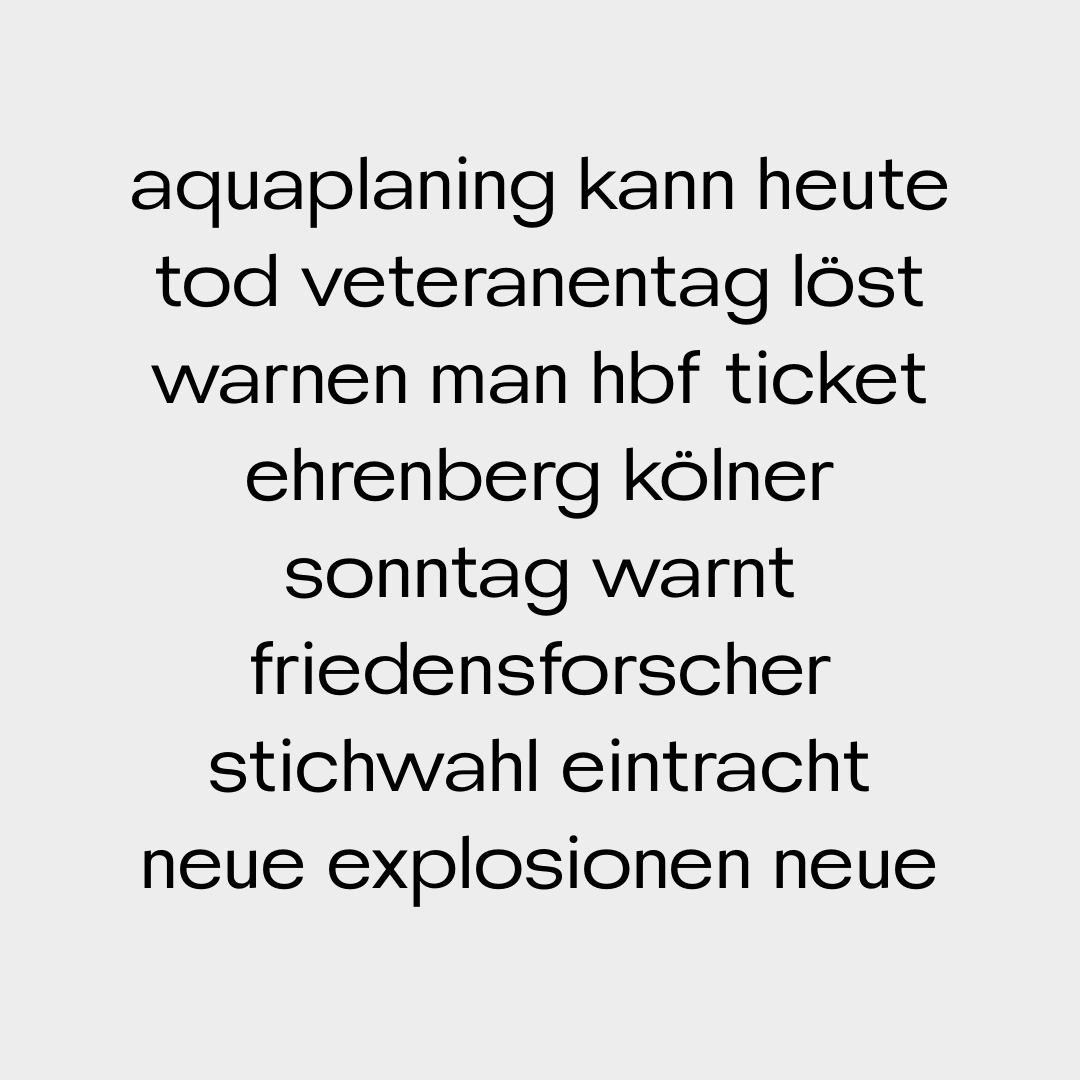 aquaplaning kann heute
tod veteranentag löst
warnen man hbf ticket
ehrenberg kölner
sonntag warnt
friedensforscher
stichwahl eintracht
neue explosionen neue